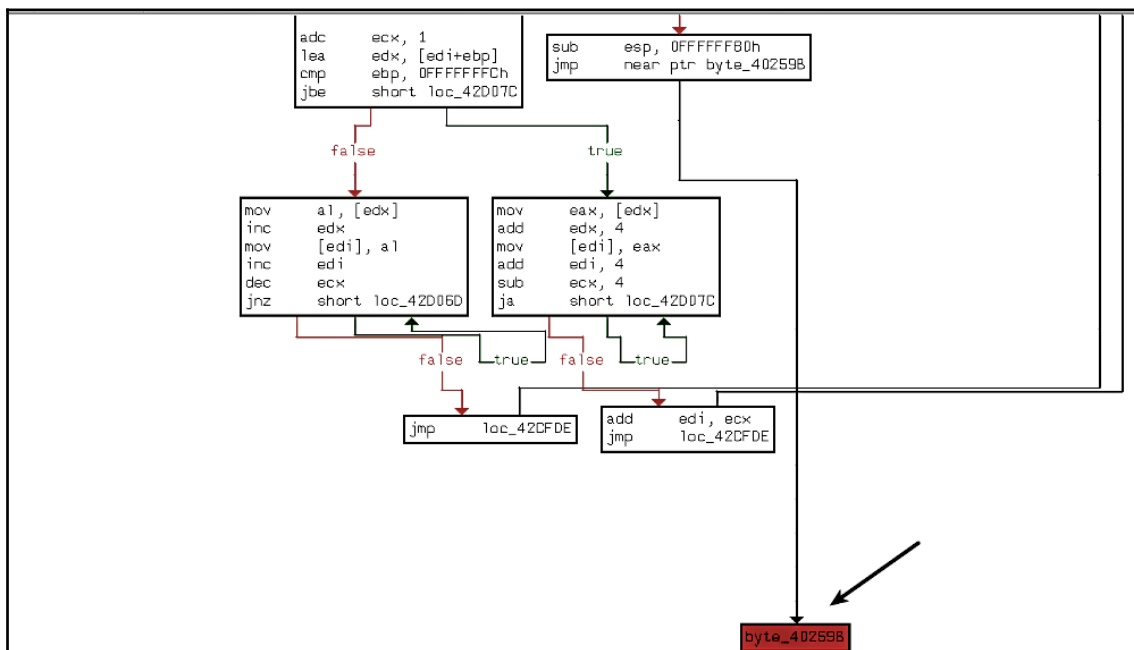 adc ecx, 1
lea edx, [edi+ebp]
cmp ebp, 0FFFFFFFCh
jbe short loc_42D07C
sub esp, 0FFFFFF80h
jmp near ptr byte_40259B
false
true
mov al, [edx]
inc edx
mov [edi], al
inc edi
dec ecx
jnz short loc_42D06D
mov eax, [edx]
add edx, 4
mov [edi], eax
add edi, 4
sub ecx, 4
ja short loc_42D07C
false
true
false
true
jmp loc_42CFDE
add edi, ecx
jmp loc_42CFDE
byte_40259B